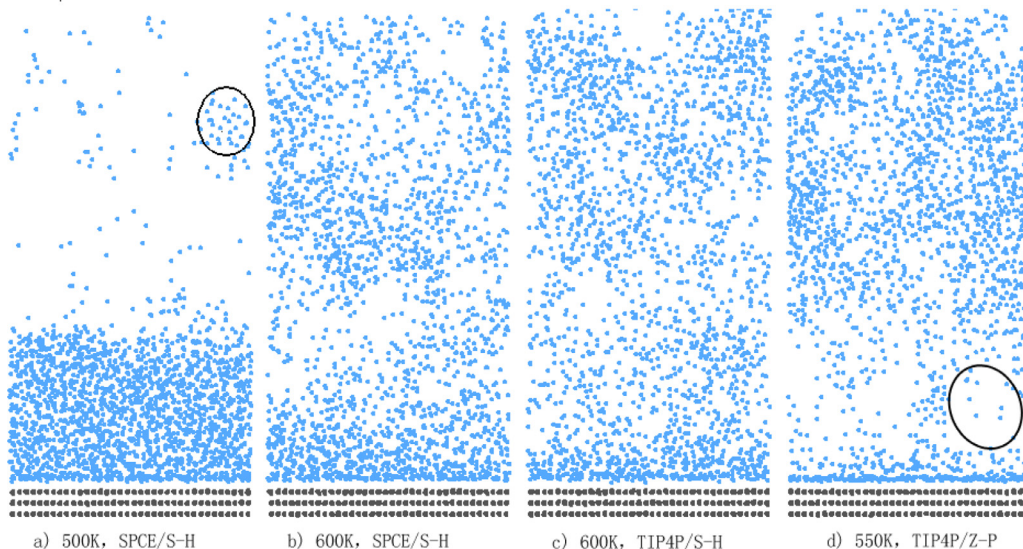 a) 500K, SPCE/S-H
b) 600K, SPCE/S-H
c) 600K, TIP4P/S-H
d) 550K, TIP4P/Z-P